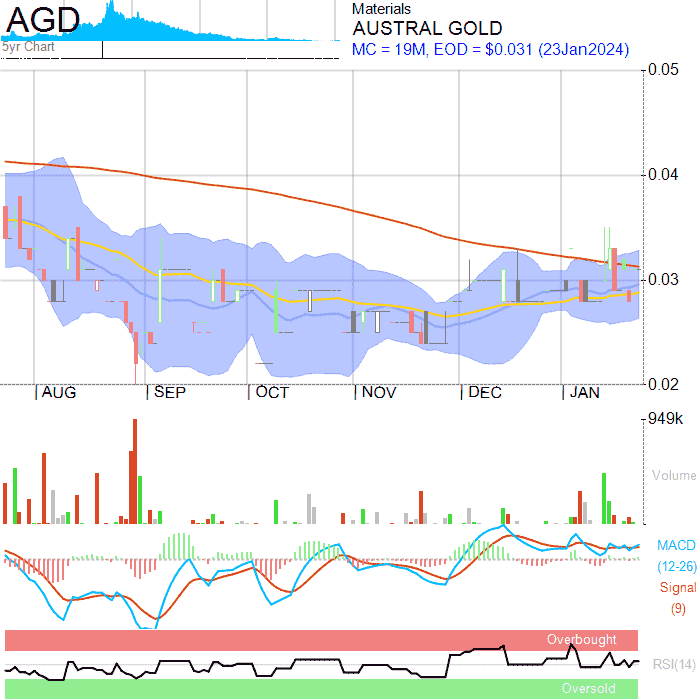 AGD
5yr Chart
Materials
AUSTRAL GOLD
MC = 19M, EOD = $0.031 (23Jan2024)
0.05
0.04
0.03
0.02
AUG SEP OCT NOV DEC JAN
949k
Volume
MACD
(12-26)
Signal
(9)
Overbought
RSI(14)
Oversold